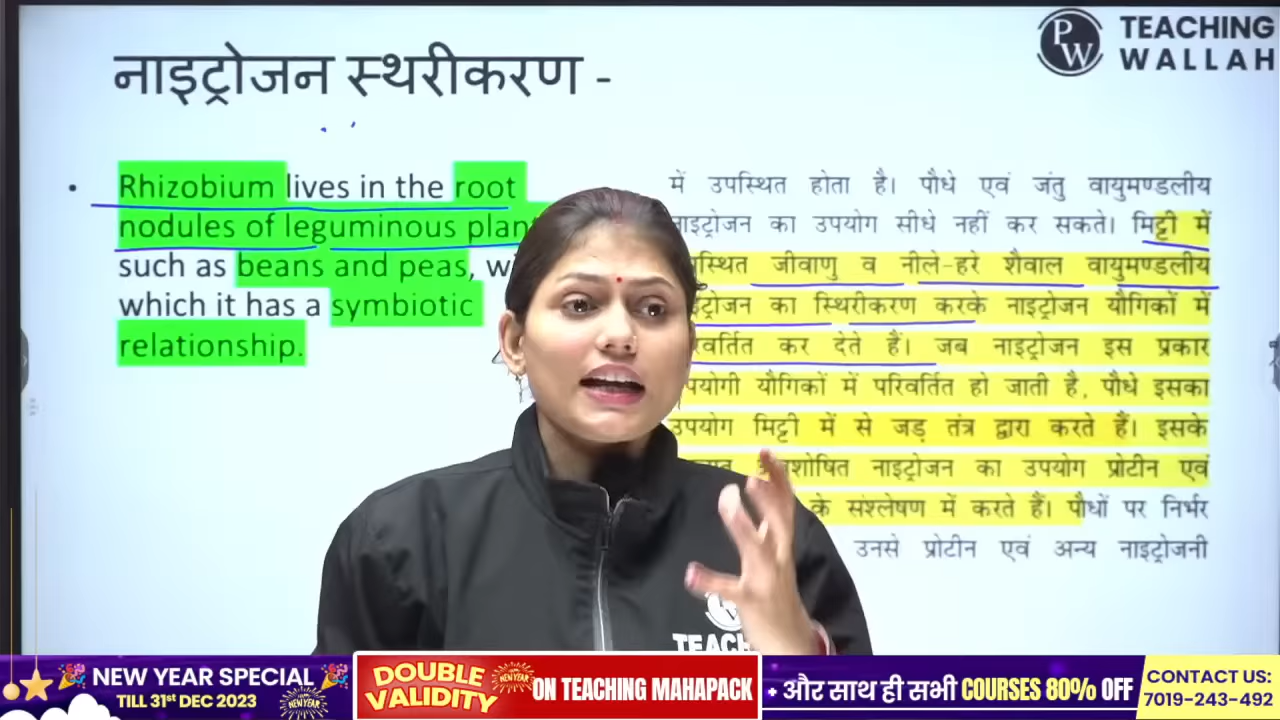 नाइट्रोजन स्थरीकरण -
PW TEACHING
WALLAH
• Rhizobium lives in the root
nodules of leguminous plan
such as beans and peas, w
which it has a symbiotic
relationship.
में उपस्थित होता है। पौधे एवं जंतु वायुमण्डलीय
नाइट्रोजन का उपयोग सीधे नहीं कर सकते। मिट्टी में
स्थित जीवाणु व नीले-हरे शैवाल वायुमण्डलीय
इट्रोजन का स्थिरीकरण करके नाइट्रोजन यौगिकों में
वर्तित कर देते हैं। जब नाइट्रोजन इस प्रकार
पयोगी यौगिकों में परिवर्तित हो जाती है, पौधे इसका
उपयोग मिट्टी में से जड़ तंत्र द्वारा करते हैं। इसके
शोषित नाइट्रोजन का उपयोग प्रोटीन एवं
के संश्लेषण में करते हैं। पौधों पर निर्भर
उनसे प्रोटीन एवं अन्य नाइट्रोजनी
TEACH
NEW YEAR SPECIAL
TILL 31st DEC 2023
DOUBLE
VALIDITY
ON TEACHING MAHAPACK
+ और साथ ही सभी COURSES 80% OFF
CONTACT US:
7019-243-492